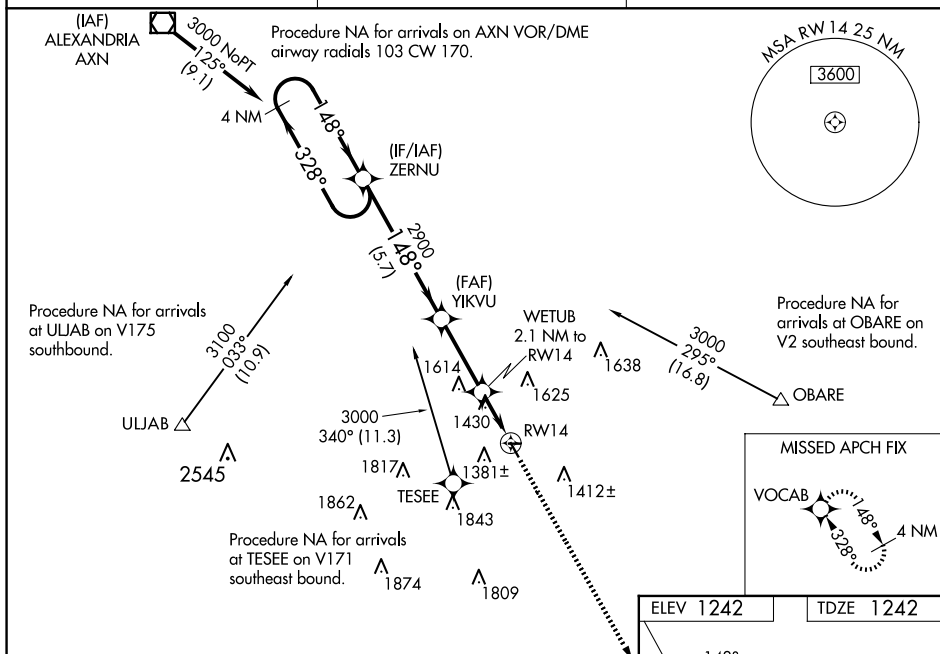 (IAF)
ALEXANDRIA
AXN
3000 NoPT
125°
(9.1)
Procedure NA for arrivals on AXN VOR/DME
airway radials 103 CW 170.
MSA RW 14 25 NM
3600
4 NM
148°
328°
(IF/IAF)
ZERNU
2900
148°
(5.7)
(FAF)
YIKVU
Procedure NA for arrivals
at ULJAB on V175
southbound.
3100
033°
(10.9)
ULJAB
2545
WETUB
2.1 NM to
RW14
1614
1625
1638
1430
3000
295°
(16.8)
Procedure NA for
arrivals at OBARE on
V2 southeast bound.
OBARE
3000
340° (11.3)
RW14
1817
1381±
1412±
TESEE
1843
1862
Procedure NA for arrivals
at TESEE on V171
southeast bound.
1874
1809
MISSED APCH FIX
VOCAB
148°
328°
4 NM
ELEV 1242
TDZE 1242